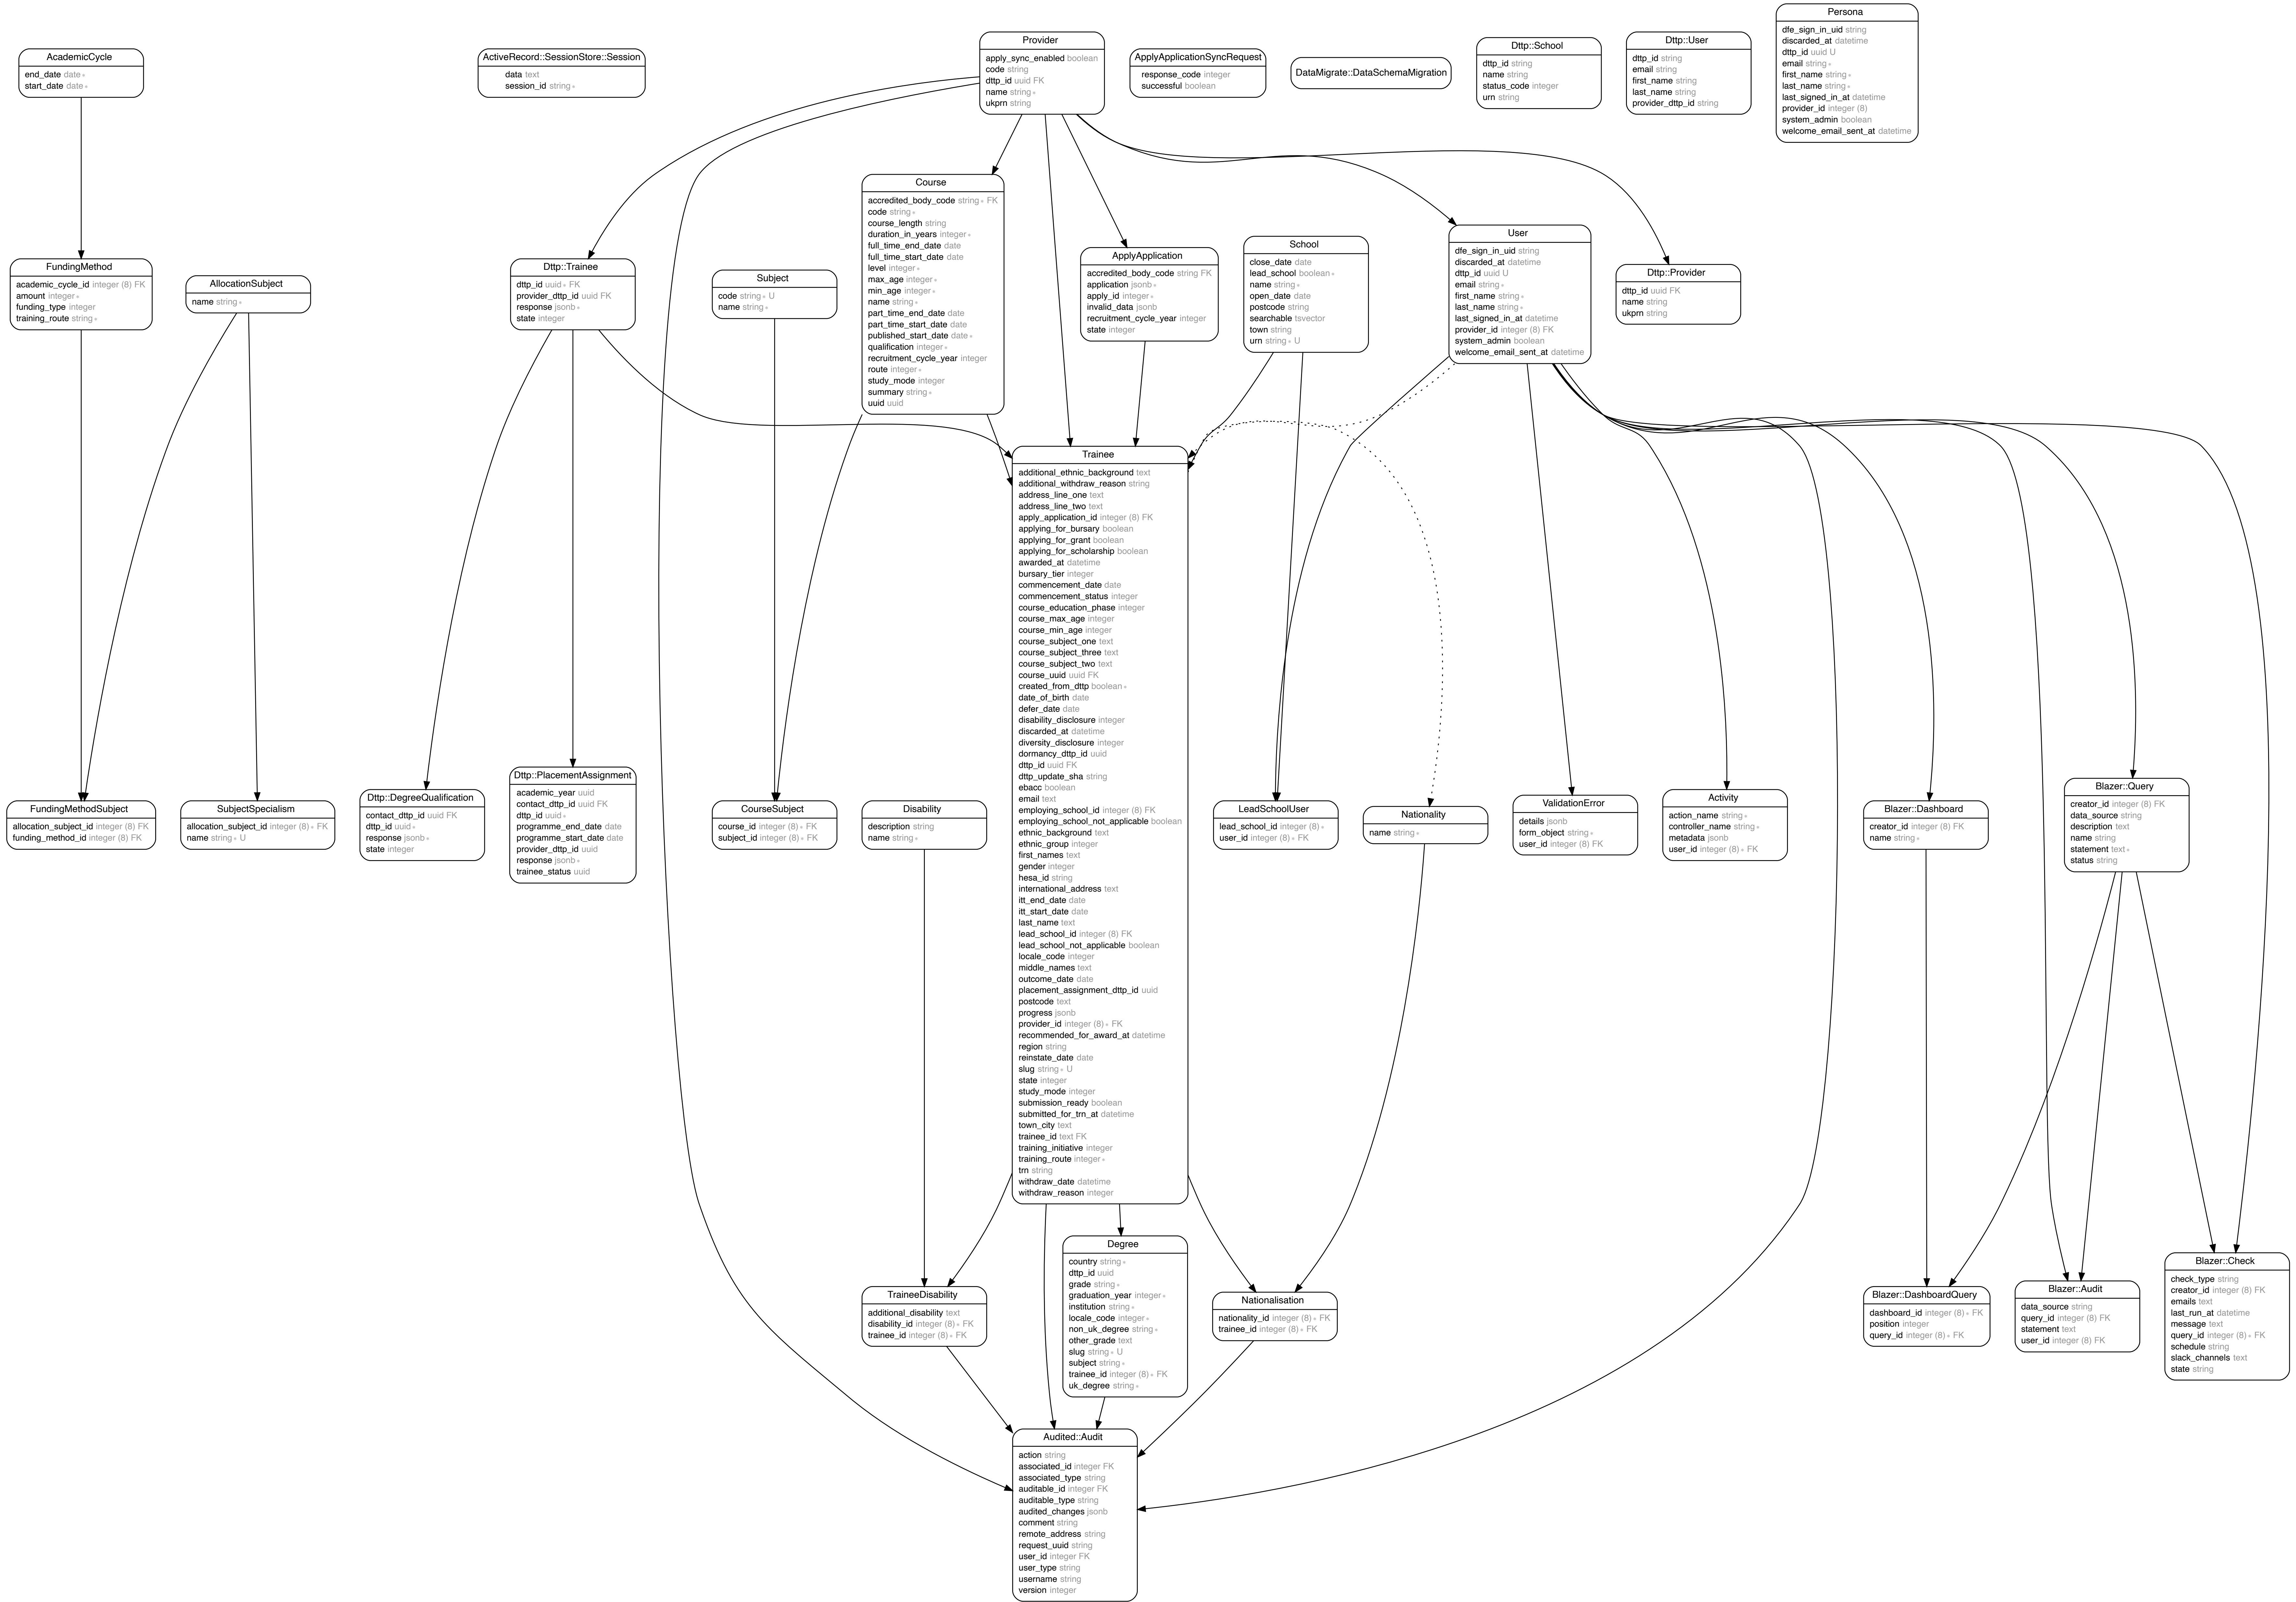 Persona
dfe_sign_in_uid string
discarded_at datetime
dttp_id uuid U
email string ∗
first_name string ∗
last_name string ∗
last_signed_in_at datetime
provider_id integer (8)
system_admin boolean
welcome_email_sent_at datetime
Provider
apply_sync_enabled boolean
code string
dttp_id uuid FK
name string ∗
ukprn string
Dttp::User
dttp_id string
email string
first_name string
last_name string
provider_dttp_id string
Dttp::School
dttp_id string
name string
status_code integer
urn string
AcademicCycle
end_date date ∗
start_date date ∗
ActiveRecord::SessionStore::Session
data text
session_id string ∗
ApplyApplicationSyncRequest
response_code integer
successful boolean
DataMigrate::DataSchemaMigration
Course
accredited_body_code string ∗ FK
code string ∗
course_length string
duration_in_years integer ∗
full_time_end_date date
full_time_start_date date
level integer ∗
max_age integer ∗
min_age integer ∗
name string ∗
part_time_end_date date
part_time_start_date date
published_start_date date ∗
qualification integer ∗
recruitment_cycle_year integer
route integer ∗
study_mode integer
summary string ∗
uuid uuid
User
dfe_sign_in_uid string
discarded_at datetime
dttp_id uuid U
email string ∗
first_name string ∗
last_name string ∗
last_signed_in_at datetime
provider_id integer (8) FK
system_admin boolean
welcome_email_sent_at datetime
School
close_date date
lead_school boolean ∗
name string ∗
open_date date
postcode string
searchable tsvector
town string
urn string ∗ U
ApplyApplication
accredited_body_code string FK
application jsonb ∗
apply_id integer ∗
invalid_data jsonb
recruitment_cycle_year integer
state integer
FundingMethod
academic_cycle_id integer (8) FK
amount integer ∗
funding_type integer
training_route string ∗
Dttp::Trainee
dttp_id uuid ∗ FK
provider_dttp_id uuid FK
response jsonb ∗
state integer
Dttp::Provider
dttp_id uuid FK
name string
ukprn string
Subject
code string ∗ U
name string ∗
AllocationSubject
name string ∗
Trainee
additional_ethnic_background text
additional_withdraw_reason string
address_line_one text
address_line_two text
apply_application_id integer (8) FK
applying_for_bursary boolean
applying_for_grant boolean
applying_for_scholarship boolean
awarded_at datetime
bursary_tier integer
commencement_date date
commencement_status integer
course_education_phase integer
course_max_age integer
course_min_age integer
course_subject_one text
course_subject_three text
course_subject_two text
course_uuid uuid FK
created_from_dttp boolean ∗
date_of_birth date
defer_date date
disability_disclosure integer
discarded_at datetime
diversity_disclosure integer
dormancy_dttp_id uuid
dttp_id uuid FK
dttp_update_sha string
ebacc boolean
email text
employing_school_id integer (8) FK
employing_school_not_applicable boolean
ethnic_background text
ethnic_group integer
first_names text
gender integer
hesa_id string
international_address text
itt_end_date date
itt_start_date date
last_name text
lead_school_id integer (8) FK
lead_school_not_applicable boolean
locale_code integer
middle_names text
outcome_date date
placement_assignment_dttp_id uuid
postcode text
progress jsonb
provider_id integer (8) ∗ FK
recommended_for_award_at datetime
region string
reinstate_date date
slug string ∗ U
state integer
study_mode integer
submission_ready boolean
submitted_for_trn_at datetime
town_city text
trainee_id text FK
training_initiative integer
training_route integer ∗
trn string
withdraw_date datetime
withdraw_reason integer
FundingMethodSubject
allocation_subject_id integer (8) FK
funding_method_id integer (8) FK
SubjectSpecialism
allocation_subject_id integer (8) ∗ FK
name string ∗ U
Dttp::DegreeQualification
contact_dttp_id uuid FK
dttp_id uuid ∗
response jsonb ∗
state integer
Dttp::PlacementAssignment
academic_year uuid
contact_dttp_id uuid FK
dttp_id uuid ∗
programme_end_date date
programme_start_date date
provider_dttp_id uuid
response jsonb ∗
trainee_status uuid
CourseSubject
course_id integer (8) ∗ FK
subject_id integer (8) ∗ FK
Disability
description string
name string ∗
LeadSchoolUser
lead_school_id integer (8) ∗
user_id integer (8) ∗ FK
Nationality
name string ∗
ValidationError
details jsonb
form_object string ∗
user_id integer (8) FK
Activity
action_name string ∗
controller_name string ∗
metadata jsonb
user_id integer (8) ∗ FK
Blazer::Dashboard
creator_id integer (8) FK
name string ∗
Blazer::Query
creator_id integer (8) FK
data_source string
description text
name string
statement text ∗
status string
TraineeDisability
additional_disability text
disability_id integer (8) ∗ FK
trainee_id integer (8) ∗ FK
Degree
country string ∗
dttp_id uuid
grade string ∗
graduation_year integer ∗
institution string ∗
locale_code integer ∗
non_uk_degree string ∗
other_grade text
slug string ∗ U
subject string ∗
trainee_id integer (8) ∗ FK
uk_degree string ∗
Nationalisation
nationality_id integer (8) ∗ FK
trainee_id integer (8) ∗ FK
Blazer::DashboardQuery
dashboard_id integer (8) ∗ FK
position integer
query_id integer (8) ∗ FK
Blazer::Audit
data_source string
query_id integer (8) FK
statement text
user_id integer (8) FK
Blazer::Check
check_type string
creator_id integer (8) FK
emails text
last_run_at datetime
message text
query_id integer (8) ∗ FK
schedule string
slack_channels text
state string
Audited::Audit
action string
associated_id integer FK
associated_type string
auditable_id integer FK
auditable_type string
audited_changes jsonb
comment string
remote_address string
request_uuid string
user_id integer FK
user_type string
username string
version integer